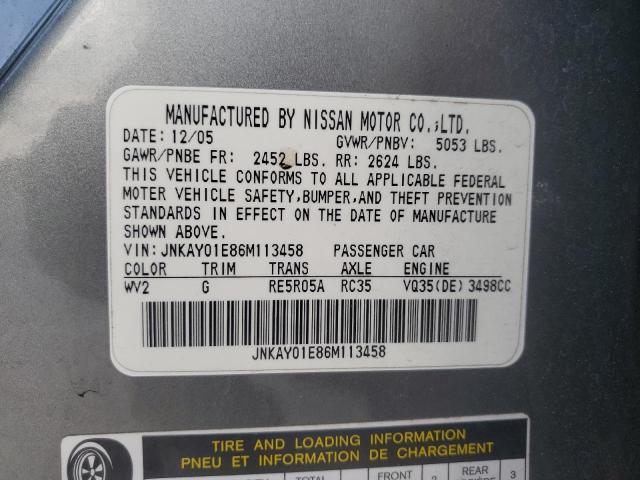 MANUFACTURED BY NISSAN MOTOR CO.,LTD.
DATE: 12/05 GVWR/PNBV: 5053 LBS.
GAWR/PNBE FR: 2452 LBS. RR: 2624 LBS.
THIS VEHICLE CONFORMS TO ALL APPLICABLE FEDERAL
MOTOR VEHICLE SAFETY,BUMPER,AND THEFT PREVENTION
STANDARDS IN EFFECT ON THE DATE OF MANUFACTURE
SHOWN ABOVE.
VIN: JNKAY01E86M113458 PASSENGER CAR
COLOR TRIM TRANS AXLE ENGINE
WV2 G RE5R05A RC35 VQ35(DE) 3498CC
JNKAY01E86M113458
TIRE AND LOADING INFORMATION
PNEU ET INFORMATION DE CHARGEMENT
TOTAL FRONT 2 REAR 3